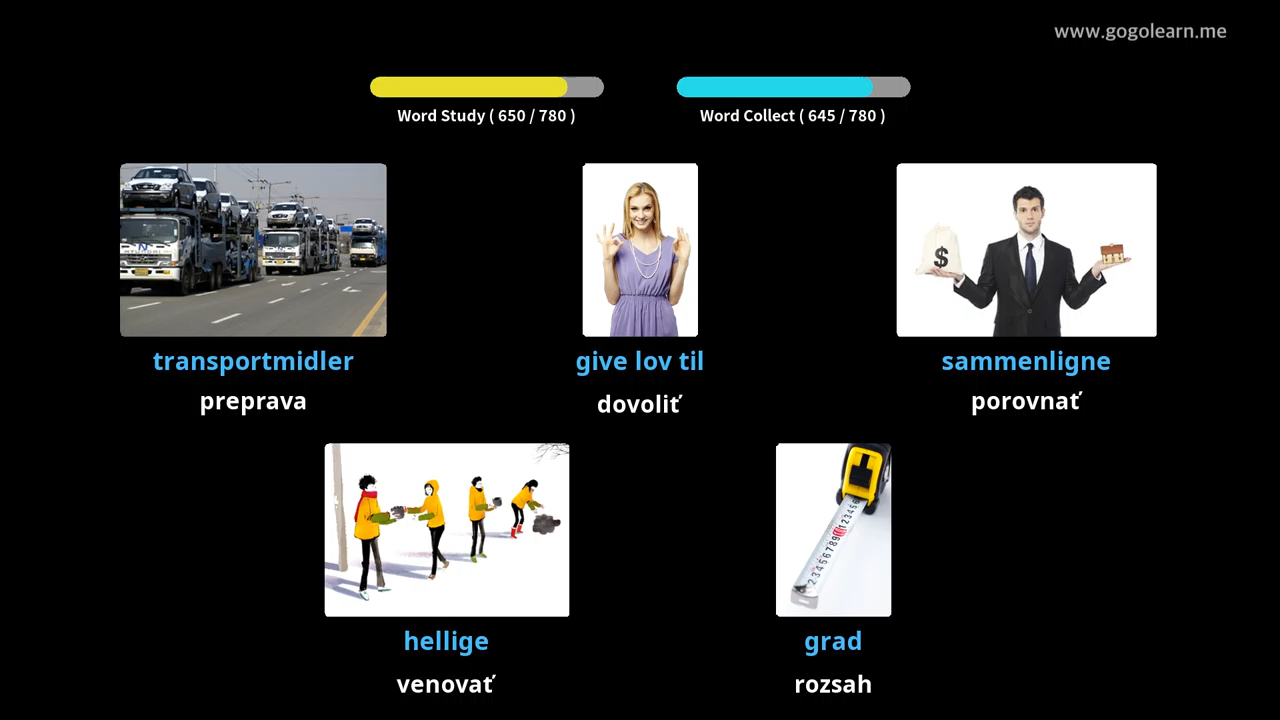 www.gogolearn.me
Word Study ( 650 / 780 )
Word Collect ( 645 / 780 )
transportmidler
give lov til
sammenligne
preprava
dovoliť
porovnať
hellige
grad
venovať
rozsah